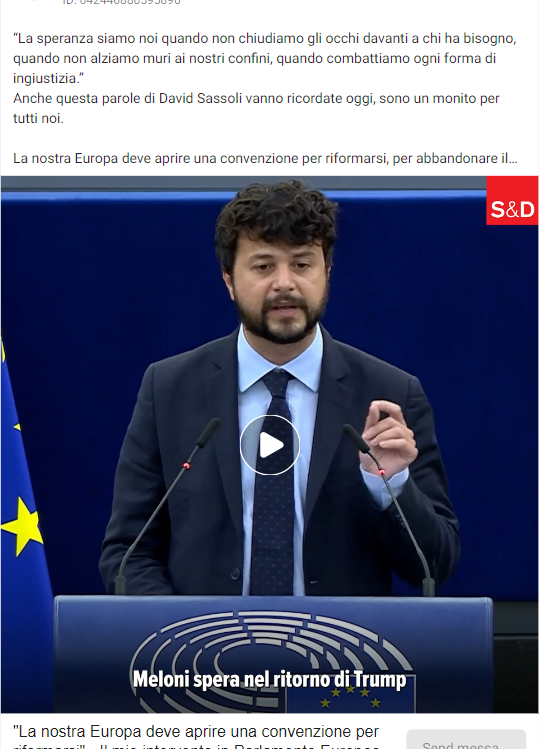 “La speranza siamo noi quando non chiudiamo gli occhi davanti a chi ha bisogno,
quando non alziamo muri ai nostri confini, quando combattiamo ogni forma di
ingiustizia.”
Anche questa parole di David Sassoli vanno ricordate oggi, sono un monito per
tutti noi.
La nostra Europa deve aprire una convenzione per riformarsi, per abbandonare il...
S&D
Meloni spera nel ritorno di Trump
"La nostra Europa deve aprire una convenzione per
riformarsi" - Il mio intervento in Parlamento Europeo
Send messa...